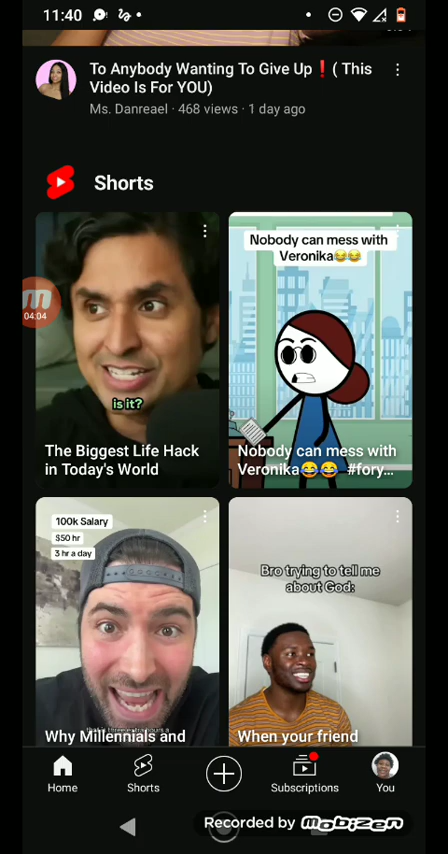 11:40
To Anybody Wanting To Give Up❗( This
Video Is For YOU)
Ms. Danreael · 468 views · 1 day ago
Shorts
04:04
is it?
The Biggest Life Hack
in Today's World
Nobody can mess with
Veronika😂😂
Nobody can mess with
Veronika😂😂 #fory...
100k Salary
$50 hr
3 hr a day
Why Millennials and
Bro trying to tell me
about God:
When your friend
Home
Shorts
Subscriptions
You
Recorded by mobizen